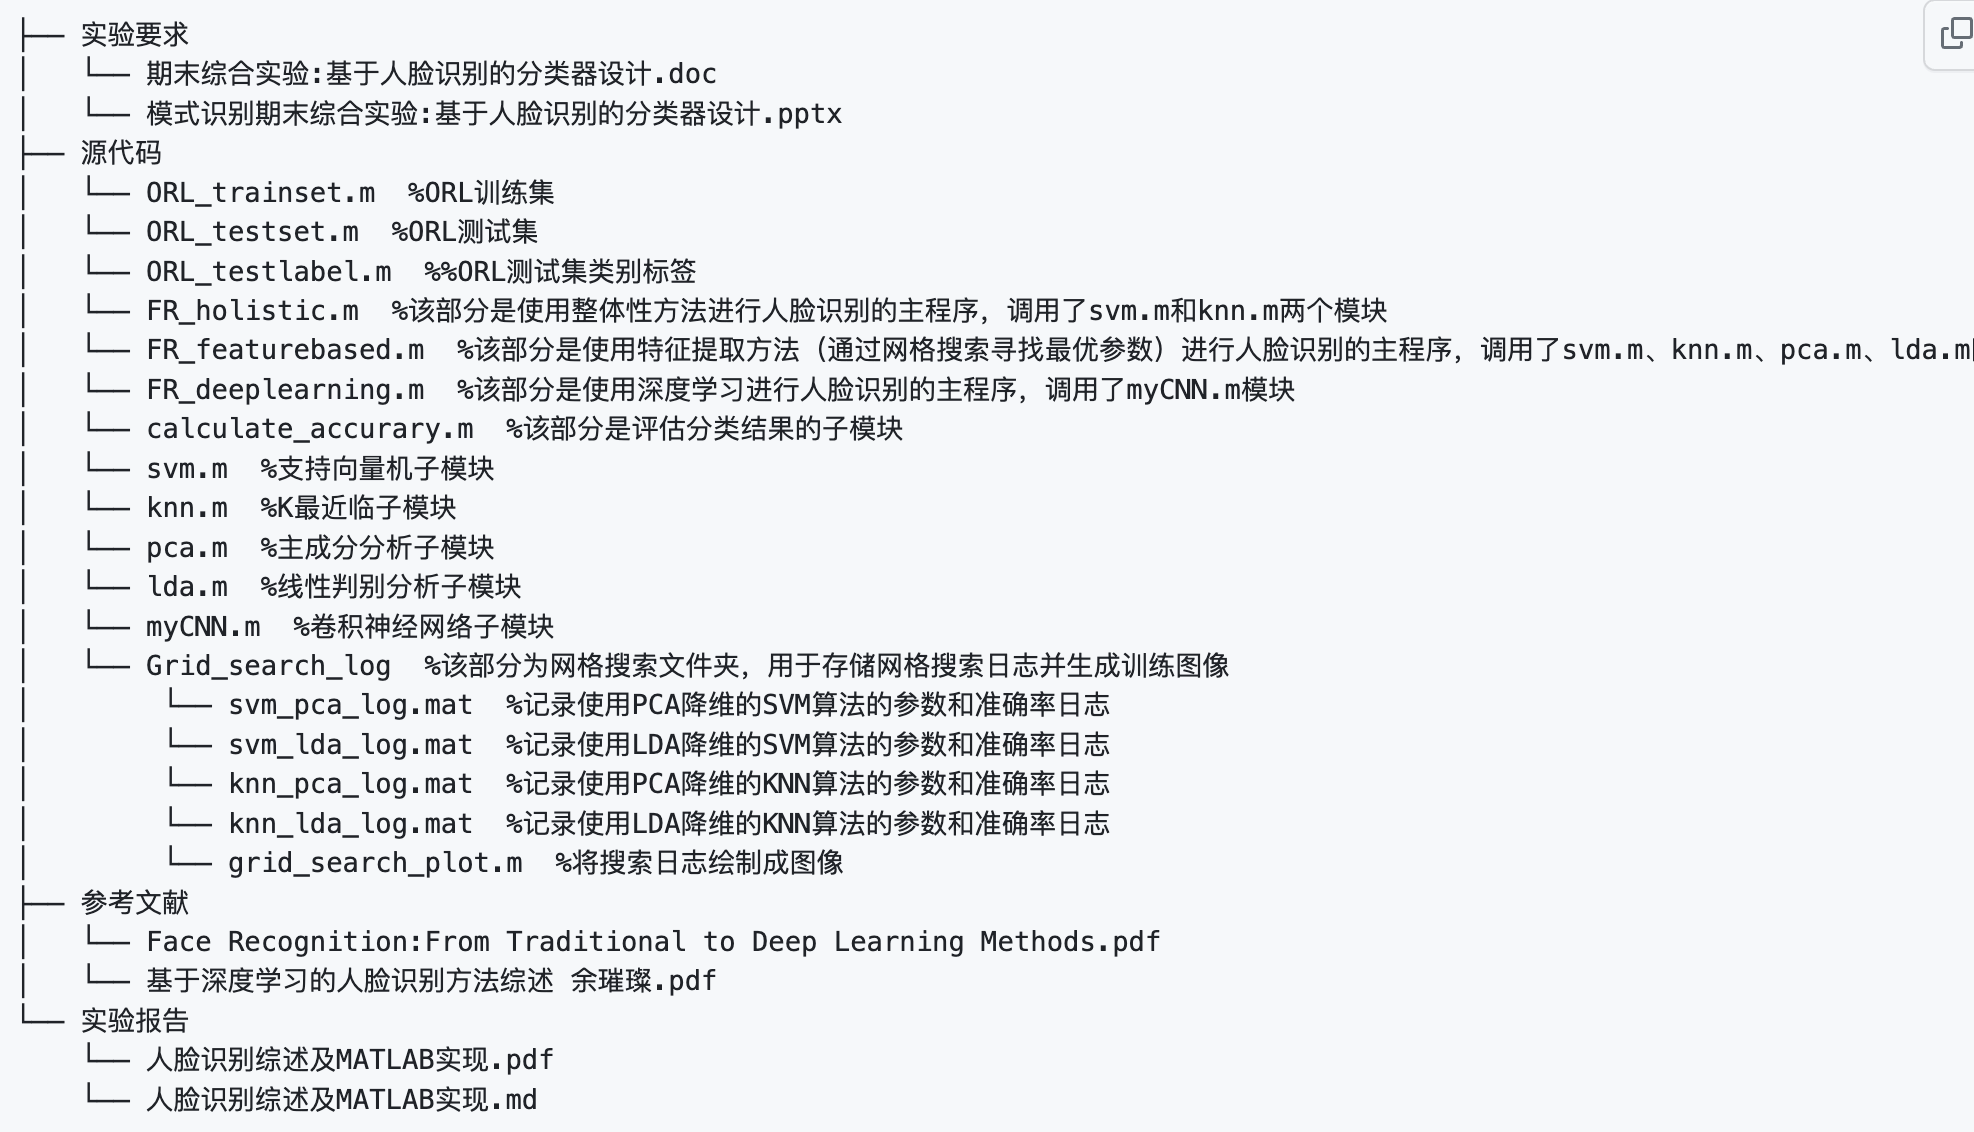 ├── 实验要求
│   └── 期末综合实验:基于人脸识别的分类器设计.doc
│   └── 模式识别期末综合实验:基于人脸识别的分类器设计.pptx
├── 源代码
│   └── ORL_trainset.m  %ORL训练集
│   └── ORL_testset.m  %ORL测试集
│   └── ORL_testlabel.m  %%ORL测试集类别标签
│   └── FR_holistic.m  %该部分是使用整体性方法进行人脸识别的主程序，调用了svm.m和knn.m两个模块
│   └── FR_featurebased.m  %该部分是使用特征提取方法（通过网格搜索寻找最优参数）进行人脸识别的主程序，调用了svm.m、knn.m、pca.m、lda.m
│   └── FR_deeplearning.m  %该部分是使用深度学习进行人脸识别的主程序，调用了myCNN.m模块
│   └── calculate_accurary.m  %该部分是评估分类结果的子模块
│   └── svm.m  %支持向量机子模块
│   └── knn.m  %K最近临子模块
│   └── pca.m  %主成分分析子模块
│   └── lda.m  %线性判别分析子模块
│   └── myCNN.m  %卷积神经网络子模块
│   └── Grid_search_log  %该部分为网格搜索文件夹，用于存储网格搜索日志并生成训练图像
│        └── svm_pca_log.mat  %记录使用PCA降维的SVM算法的参数和准确率日志
│        └── svm_lda_log.mat  %记录使用LDA降维的SVM算法的参数和准确率日志
│        └── knn_pca_log.mat  %记录使用PCA降维的KNN算法的参数和准确率日志
│        └── knn_lda_log.mat  %记录使用LDA降维的KNN算法的参数和准确率日志
│        └── grid_search_plot.m  %将搜索日志绘制成图像
├── 参考文献
│   └── Face Recognition:From Traditional to Deep Learning Methods.pdf
│   └── 基于深度学习的人脸识别方法综述 余璀璨.pdf
└── 实验报告
    └── 人脸识别综述及MATLAB实现.pdf
    └── 人脸识别综述及MATLAB实现.md